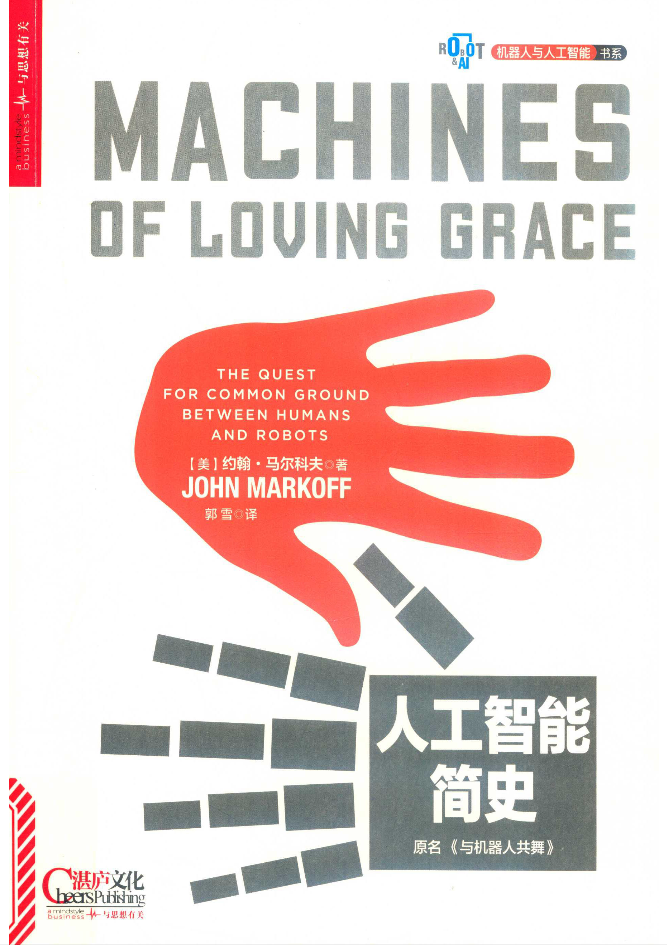 a mindstyle business 与思想有关
ROBOT & AI 机器人与人工智能 书系
MACHINES
OF LOVING GRACE
THE QUEST
FOR COMMON GROUND
BETWEEN HUMANS
AND ROBOTS
【美】约翰·马尔科夫◎著
JOHN MARKOFF
郭 雪◎译
人工智能
简史
原名《与机器人共舞》
湛庐文化
Cheers Publishing
a mindstyle business 与思想有关